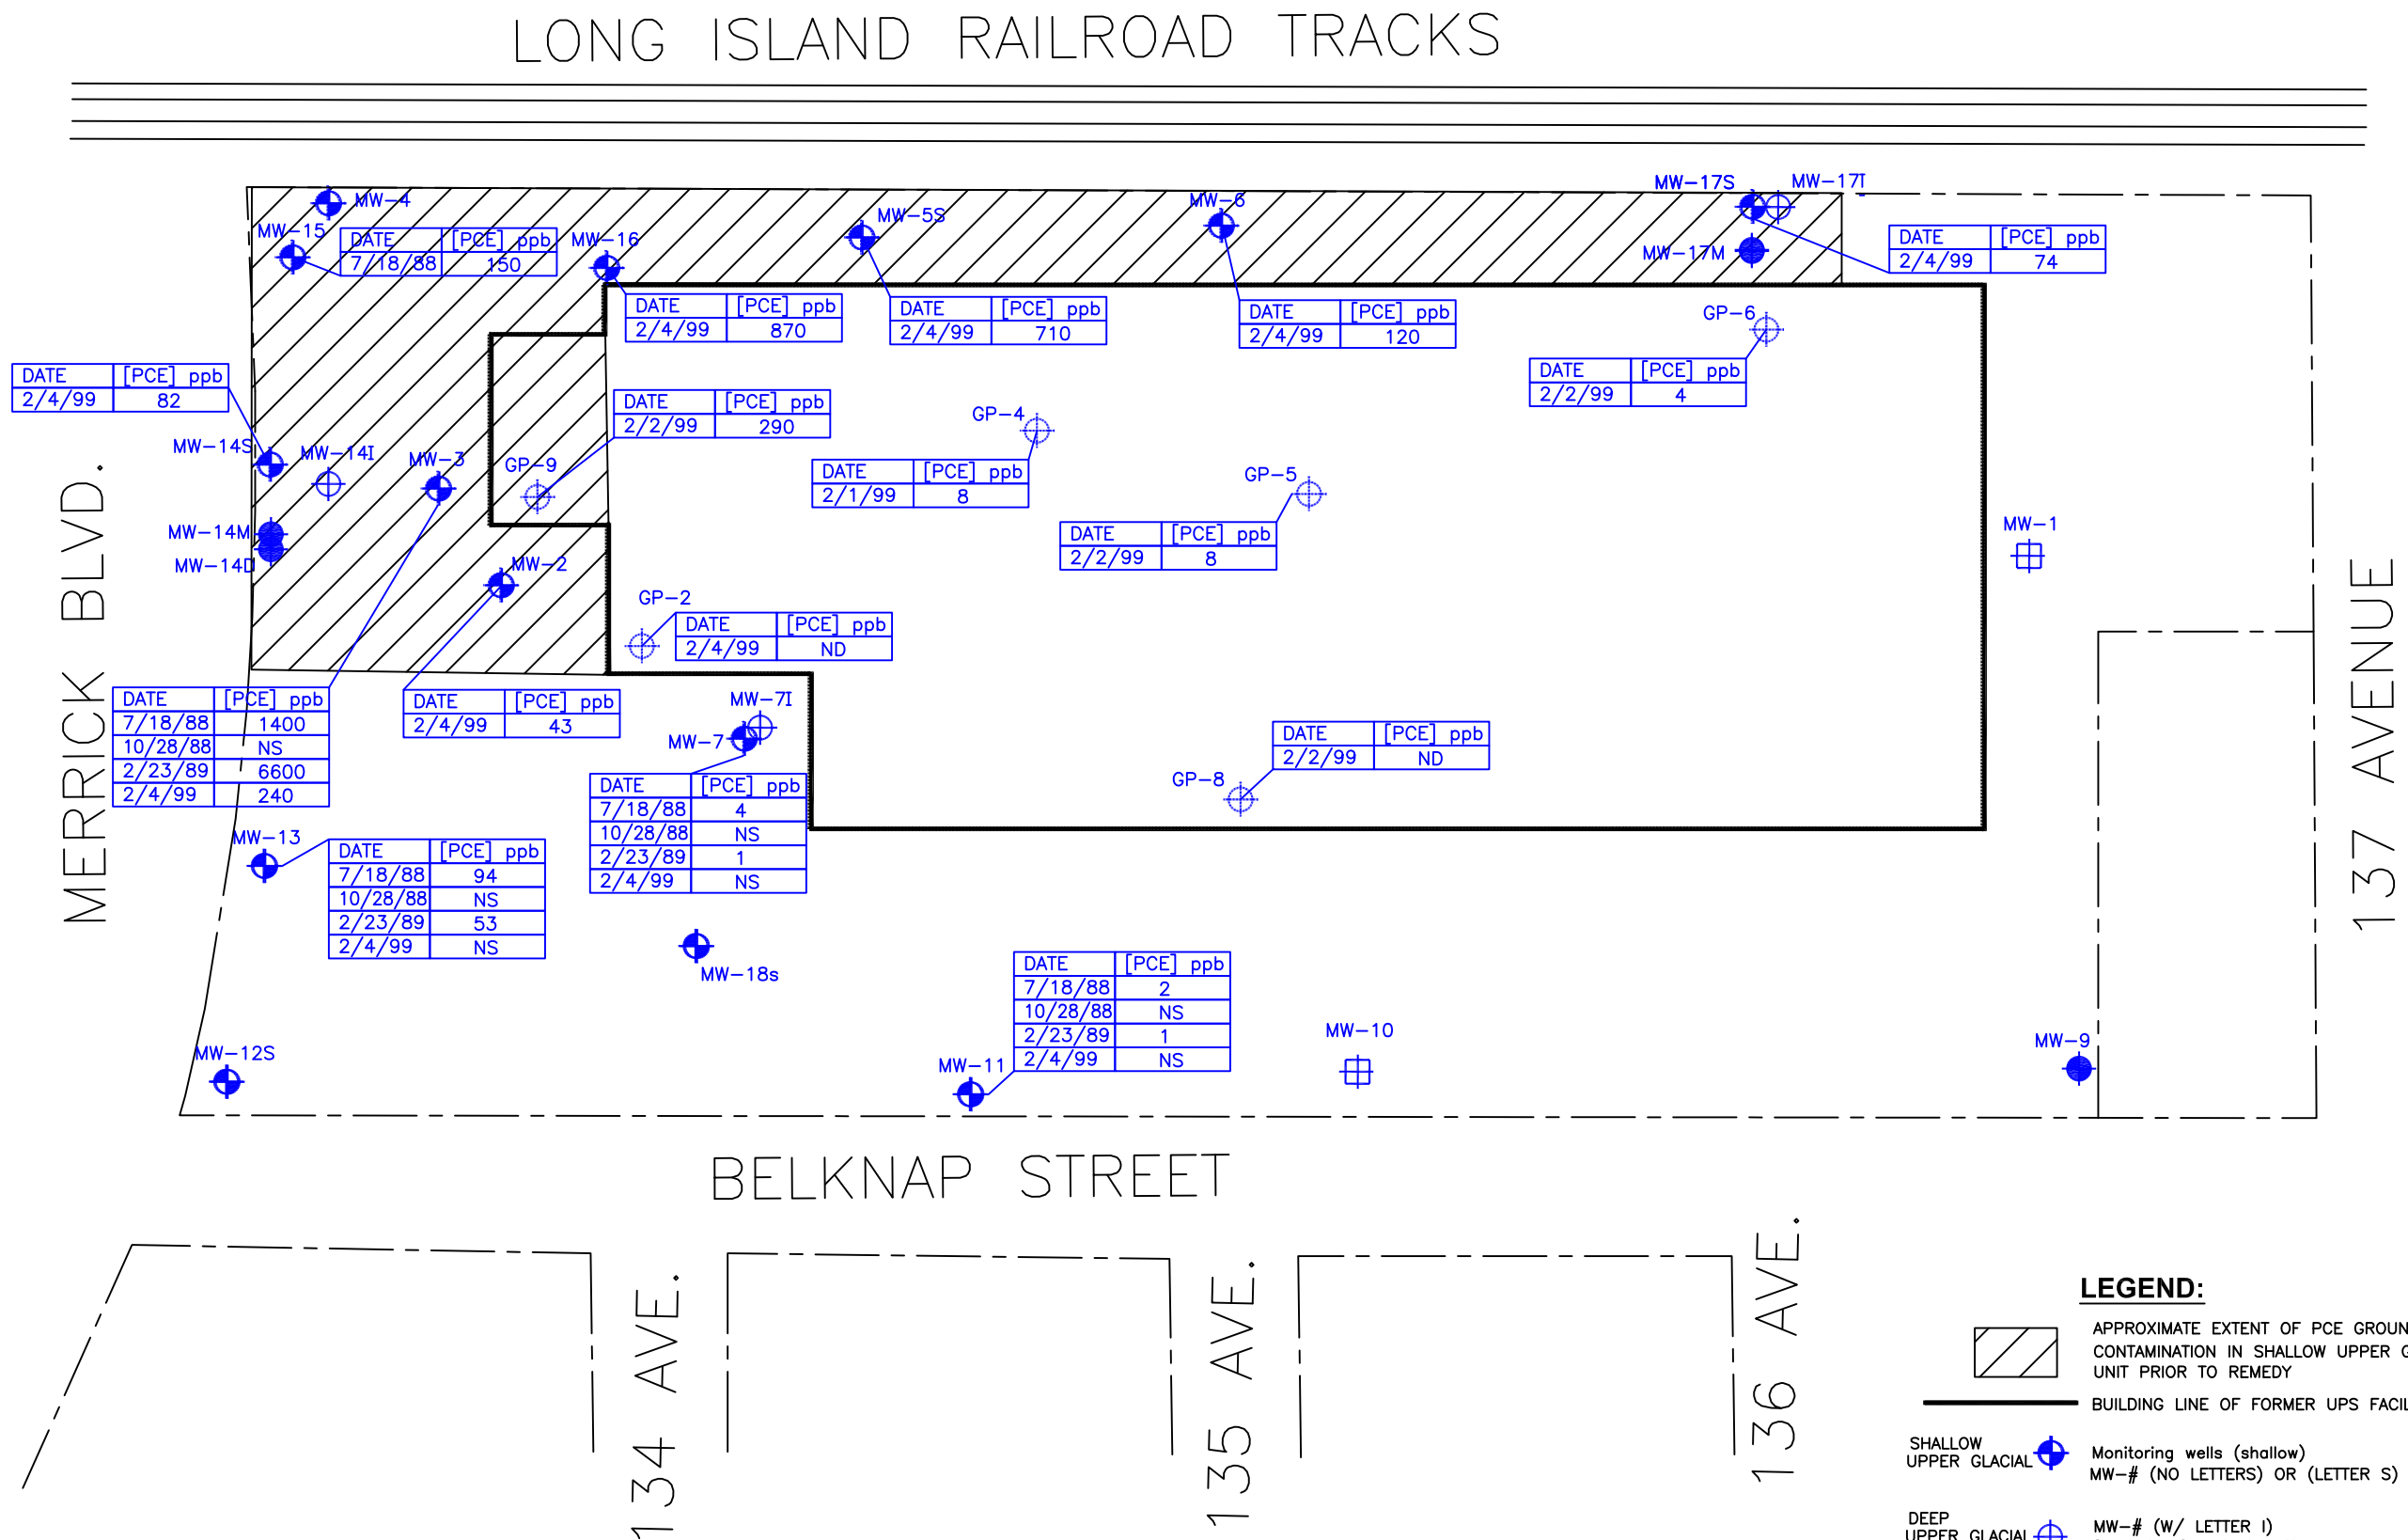 LONG ISLAND RAILROAD TRACKS
MW-4
MW-15
DATE [PCE] ppb
7/18/88 150
MW-16
DATE [PCE] ppb
2/4/99 870
MW-5S
DATE [PCE] ppb
2/4/99 710
MW-6
DATE [PCE] ppb
2/4/99 120
MW-17S
MW-17I
MW-17M
DATE [PCE] ppb
2/4/99 74
GP-6
DATE [PCE] ppb
2/2/99 4
DATE [PCE] ppb
2/4/99 82
MW-14S
MW-14I
MW-3
GP-9
DATE [PCE] ppb
2/2/99 290
GP-4
DATE [PCE] ppb
2/1/99 8
GP-5
DATE [PCE] ppb
2/2/99 8
MW-1
MW-14M
MW-14D
MW-2
GP-2
DATE [PCE] ppb
2/4/99 ND
MERRICK BLVD.
137 AVENUE
DATE [PCE] ppb
7/18/88 1400
10/28/88 NS
2/23/89 6600
2/4/99 240
DATE [PCE] ppb
2/4/99 43
MW-7I
MW-7
DATE [PCE] ppb
7/18/88 4
10/28/88 NS
2/23/89 1
2/4/99 NS
DATE [PCE] ppb
2/2/99 ND
GP-8
MW-13
DATE [PCE] ppb
7/18/88 94
10/28/88 NS
2/23/89 53
2/4/99 NS
MW-18s
DATE [PCE] ppb
7/18/88 2
10/28/88 NS
2/23/89 1
2/4/99 NS
MW-11
MW-10
MW-9
MW-12S
BELKNAP STREET
134 AVE.
135 AVE.
136 AVE.
LEGEND:
APPROXIMATE EXTENT OF PCE
CONTAMINATION IN SHALLOW UPPER
UNIT PRIOR TO REMEDY
BUILDING LINE OF FORMER UPS
SHALLOW
UPPER GLACIAL
Monitoring wells (shallow)
MW-# (NO LETTERS) OR (LETTER S)
DEEP
UPPER GLACIAL
MW-# (W/ LETTER I)